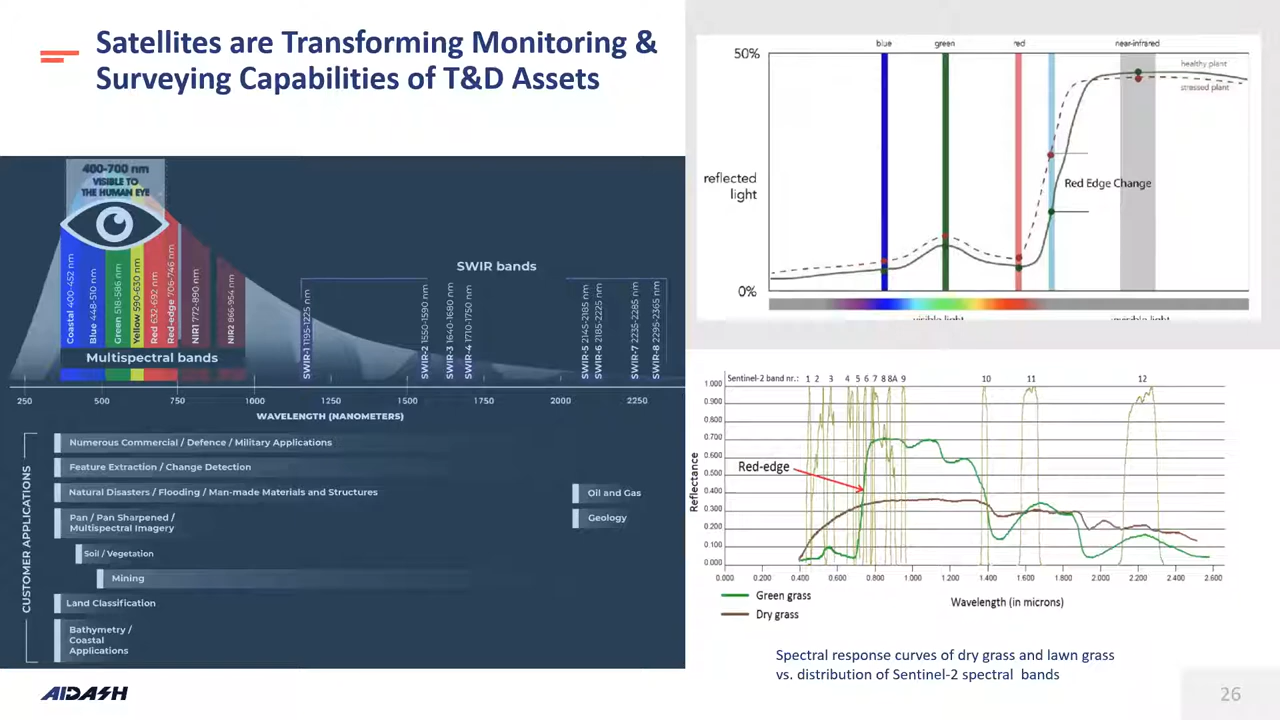 Satellites are Transforming Monitoring &
Surveying Capabilities of T&D Assets
400-700 nm
VISIBLE TO
THE HUMAN EYE
Coastal 400-452 nm
Blue 448-510 nm
Green 518-586 nm
Yellow 590-630 nm
Red 632-692 nm
Red-edge 706-746 nm
NIR1 772-890 nm
NIR2 866-954 nm
Multispectral bands
SWIR bands
SWIR-1 1195-1225 nm
SWIR-2 1550-1590 nm
SWIR-3 1640-1680 nm
SWIR-4 1710-1750 nm
SWIR-5 2145-2185 nm
SWIR-6 2185-2225 nm
SWIR-7 2235-2285 nm
SWIR-8 2295-2365 nm
250 500 750 1000 1250 1500 1750 2000 2250
WAVELENGTH (NANOMETERS)
CUSTOMER APPLICATIONS
Numerous Commercial / Defence / Military Applications
Feature Extraction / Change Detection
Natural Disasters / Flooding / Man-made Materials and Structures
Oil and Gas
Pan / Pan Sharpened /
Multispectral Imagery
Geology
Soil / Vegetation
Mining
Land Classification
Bathymetry /
Coastal
Applications
AIDASH
blue green red near-infrared
50%
healthy plant
stressed plant
reflected
light
Red Edge Change
0%
visible light invisible light
Sentinel-2 band nr.: 1 2 3 4 5 6 7 8 8A 9 10 11 12
1.000
0.900
0.800
0.700
0.600
0.500
0.400
0.300
0.200
0.100
0.000
Reflectance
Red-edge
0.000 0.200 0.400 0.600 0.800 1.000 1.200 1.400 1.600 1.800 2.000 2.200 2.400 2.600
Wavelength (in microns)
Green grass
Dry grass
Spectral response curves of dry grass and lawn grass
vs. distribution of Sentinel-2 spectral bands
26